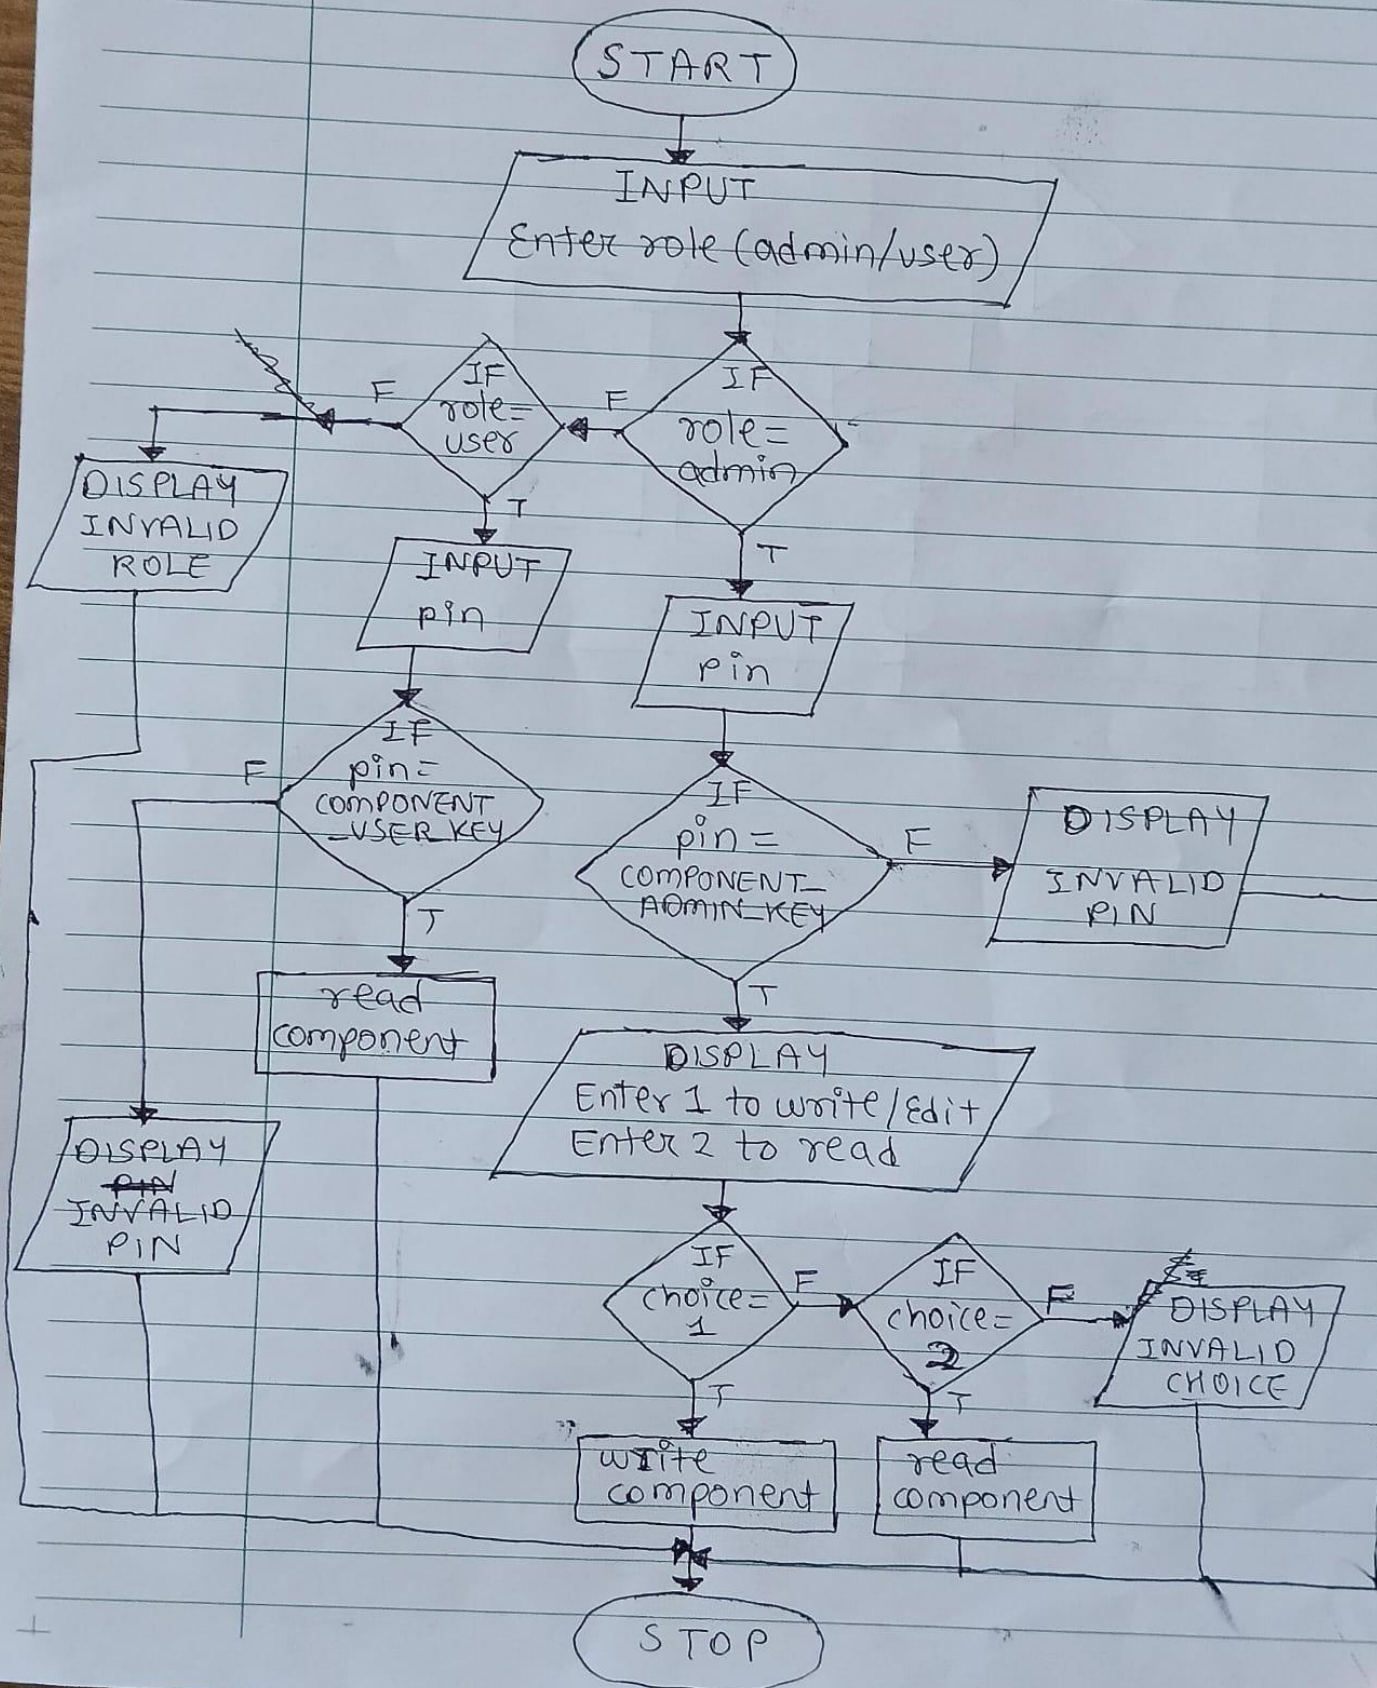 START
INPUT
Enter role (admin/user)
IF
role=
admin
F
IF
role=
user
F
DISPLAY
INVALID
ROLE
T
INPUT
pin
T
INPUT
pin
IF
pin=
COMPONENT
_USER_KEY
F
IF
pin=
COMPONENT_
ADMIN_KEY
F
DISPLAY
INVALID
PIN
T
read
component
T
DISPLAY
Enter 1 to write/Edit
Enter 2 to read
DISPLAY
PIN
INVALID
PIN
IF
choice=
1
F
IF
choice=
2
F
DISPLAY
INVALID
CHOICE
T
write
component
T
read
component
STOP